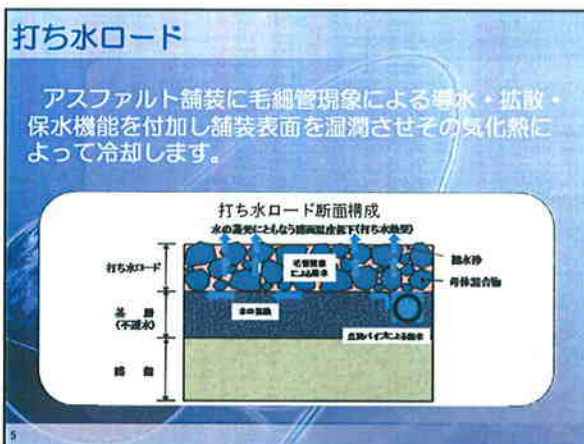 打ち水ロード
アスファルト舗装に毛細管現象による導水・拡散・
保水機能を付加し舗装表面を湿潤させその気化熱に
よって冷却します。
打ち水ロード断面構成
水の蒸発にともなう路面温度低下(打ち水効果)
打ち水ロード
毛管現象
による吸水
母体混合物
基層
(不透水)
水の拡散
パイプによる給水
路盤
5